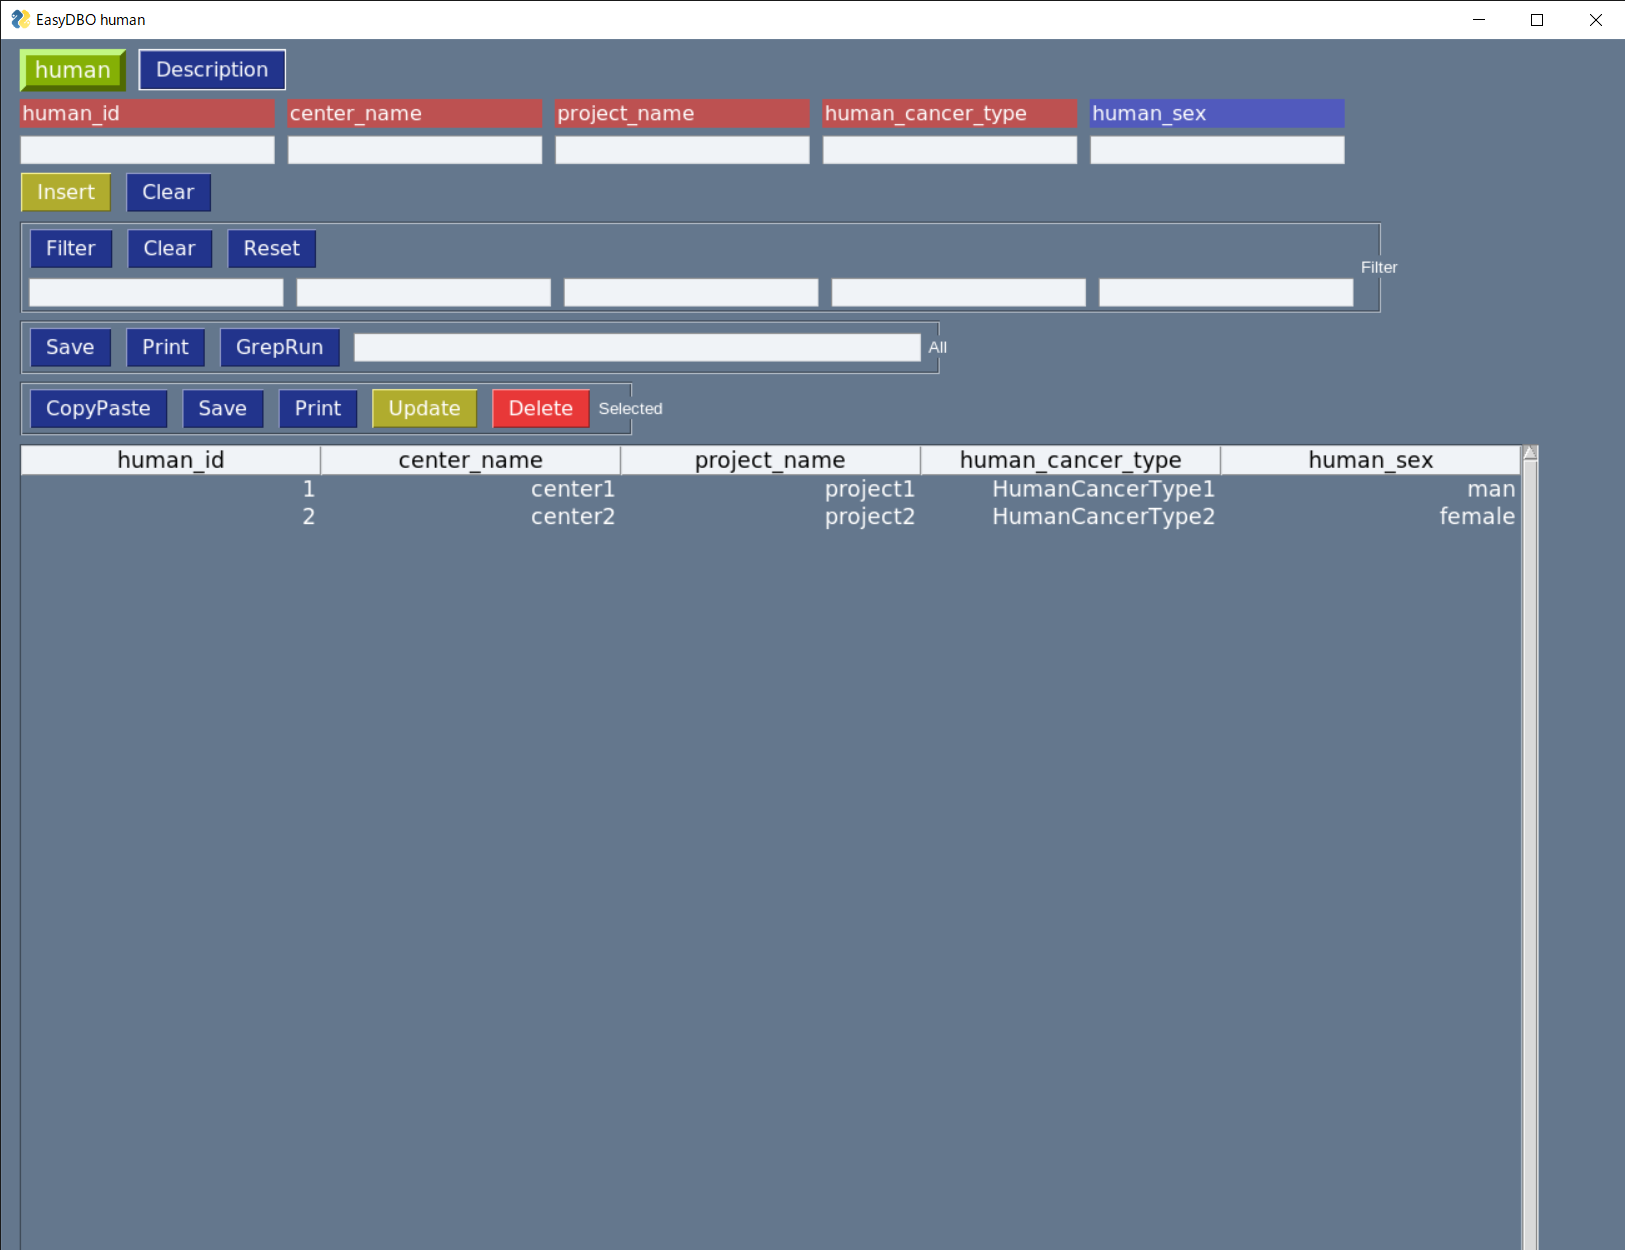 EasyDBO human
human Description
human_id center_name project_name human_cancer_type human_sex
Insert Clear
Filter Clear Reset
Filter
Save Print GrepRun All
CopyPaste Save Print Update Delete Selected
human_id center_name project_name human_cancer_type human_sex
1 center1 project1 HumanCancerType1 man
2 center2 project2 HumanCancerType2 female